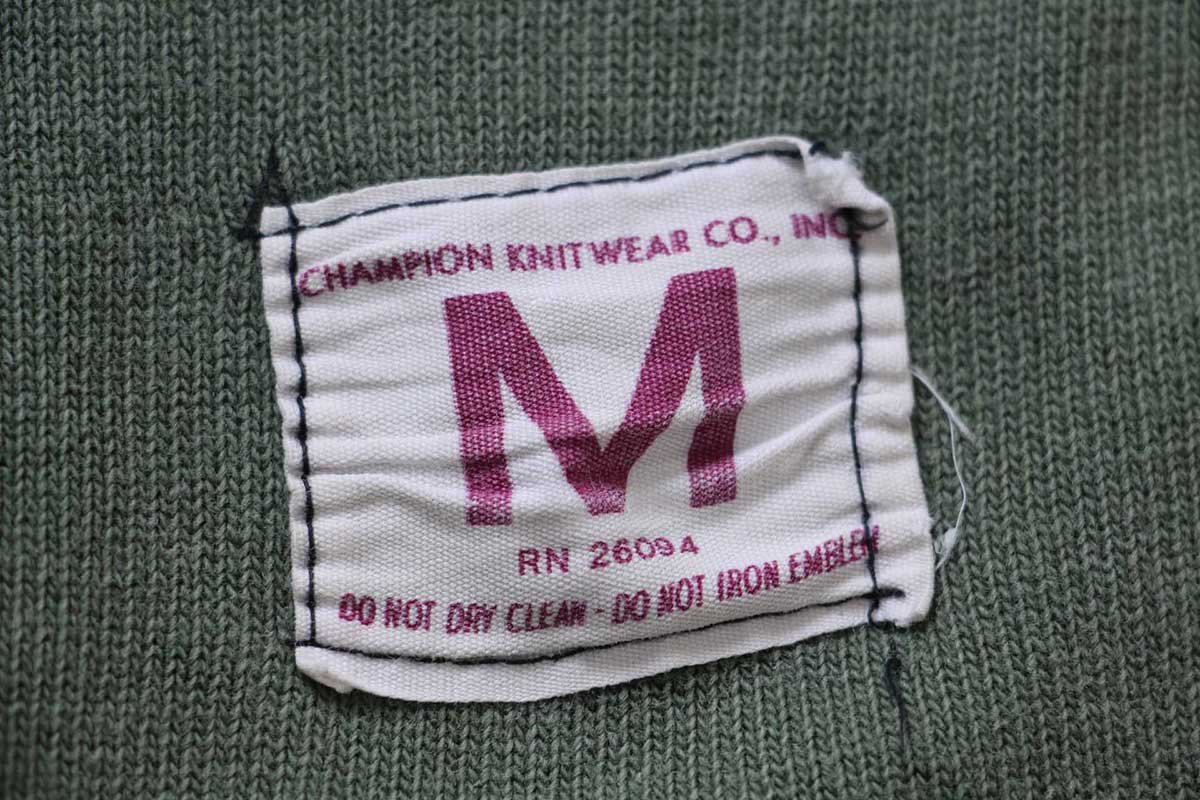 CHAMPION KNITWEAR CO., INC.
M
RN 26094
DO NOT DRY CLEAN - DO NOT IRON EMBLEM